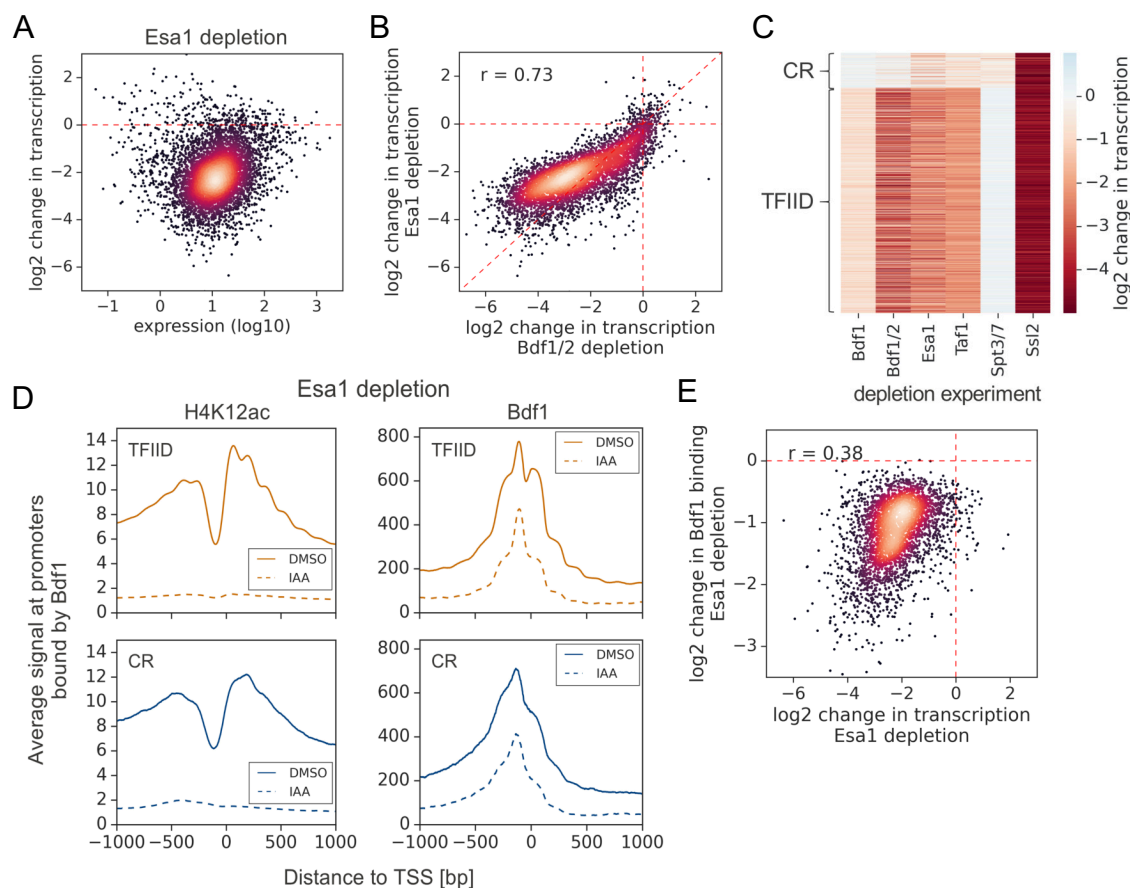 A
Esa1 depletion
log2 change in transcription
2
0
−2
−4
−6
−1
0
1
2
3
expression (log10)
B
r = 0.73
log2 change in transcription
Esa1 depletion
2
0
−2
−4
−6
−6
−4
−2
0
2
log2 change in transcription
Bdf1/2 depletion
C
CR
TFIID
Bdf1
Bdf1/2
Esa1
Taf1
Spt3/7
Ssl2
depletion experiment
0
−1
−2
−3
−4
log2 change in transcription
D
Esa1 depletion
H4K12ac
Bdf1
Average signal at promoters
bound by Bdf1
TFIID
DMSO
IAA
14
12
10
8
6
4
2
0
TFIID
DMSO
IAA
800
600
400
200
0
CR
DMSO
IAA
14
12
10
8
6
4
2
0
−1000
−500
0
500
1000
CR
DMSO
IAA
800
600
400
200
0
−1000
−500
0
500
1000
Distance to TSS [bp]
E
r = 0.38
log2 change in Bdf1 binding
Esa1 depletion
0
−1
−2
−3
−6
−4
−2
0
2
log2 change in transcription
Esa1 depletion